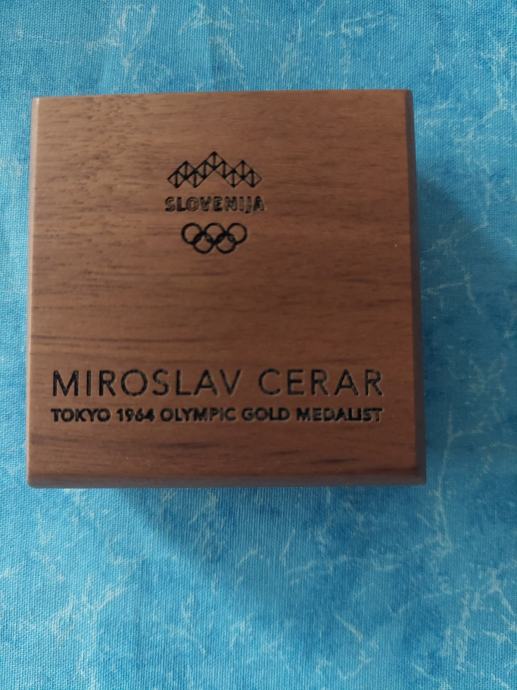 SLOVENIJA
MIROSLAV CERAR
TOKYO 1964 OLYMPIC GOLD MEDALIST